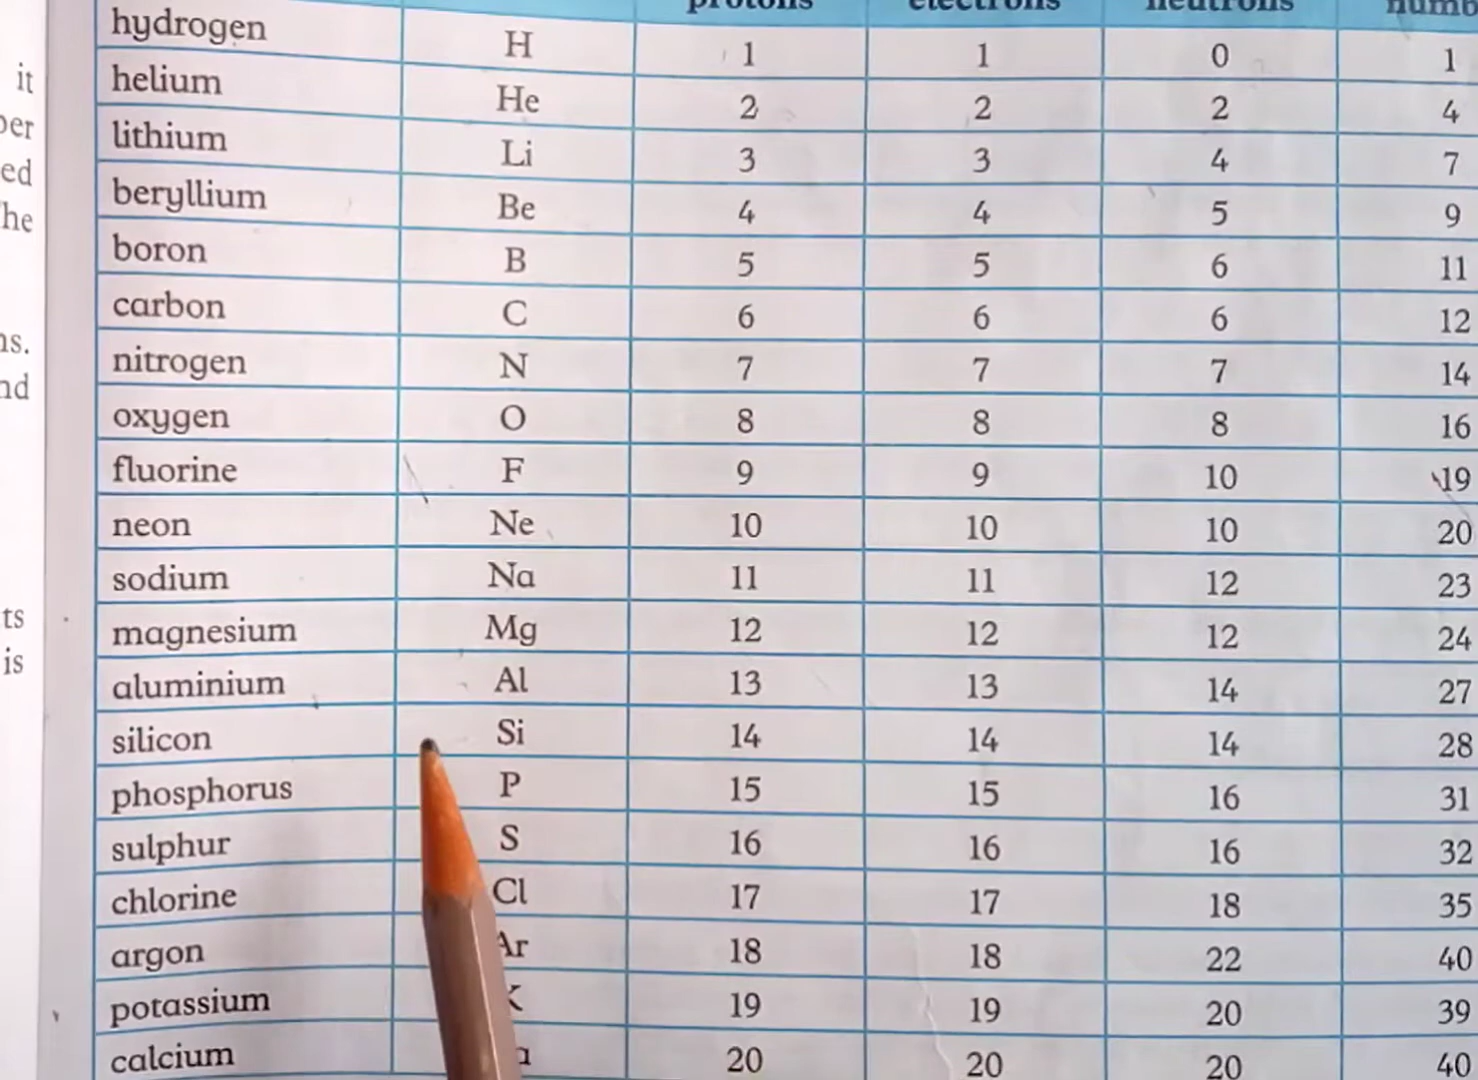 it
ed
is
protons electrons neutrons
hydrogen H 1 1 0 1
helium He 2 2 2 4
lithium Li 3 3 4 7
beryllium Be 4 4 5 9
boron B 5 5 6 11
carbon C 6 6 6 12
nitrogen N 7 7 7 14
oxygen O 8 8 8 16
fluorine F 9 9 10 19
neon Ne 10 10 10 20
sodium Na 11 11 12 23
magnesium Mg 12 12 12 24
aluminium Al 13 13 14 27
silicon Si 14 14 14 28
phosphorus P 15 15 16 31
sulphur S 16 16 16 32
chlorine Cl 17 17 18 35
argon Ar 18 18 22 40
potassium K 19 19 20 39
calcium 20 20 20 40